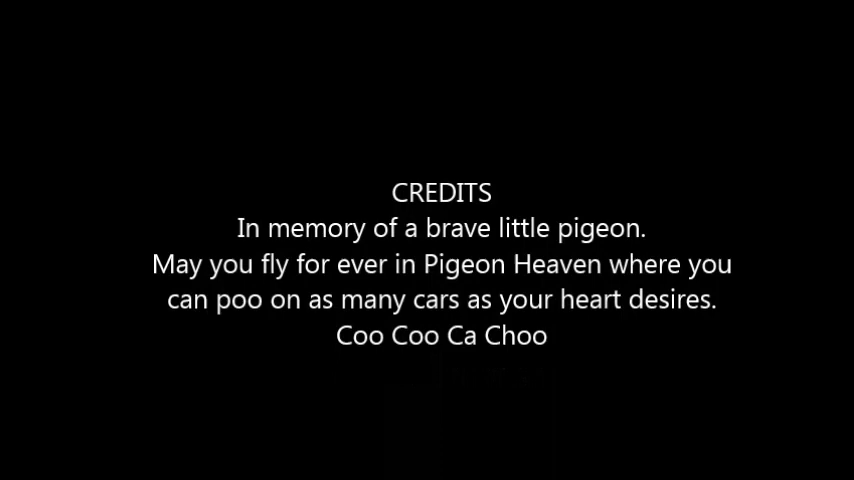 CREDITS
In memory of a brave little pigeon.
May you fly for ever in Pigeon Heaven where you
can poo on as many cars as your heart desires.
Coo Coo Ca Choo